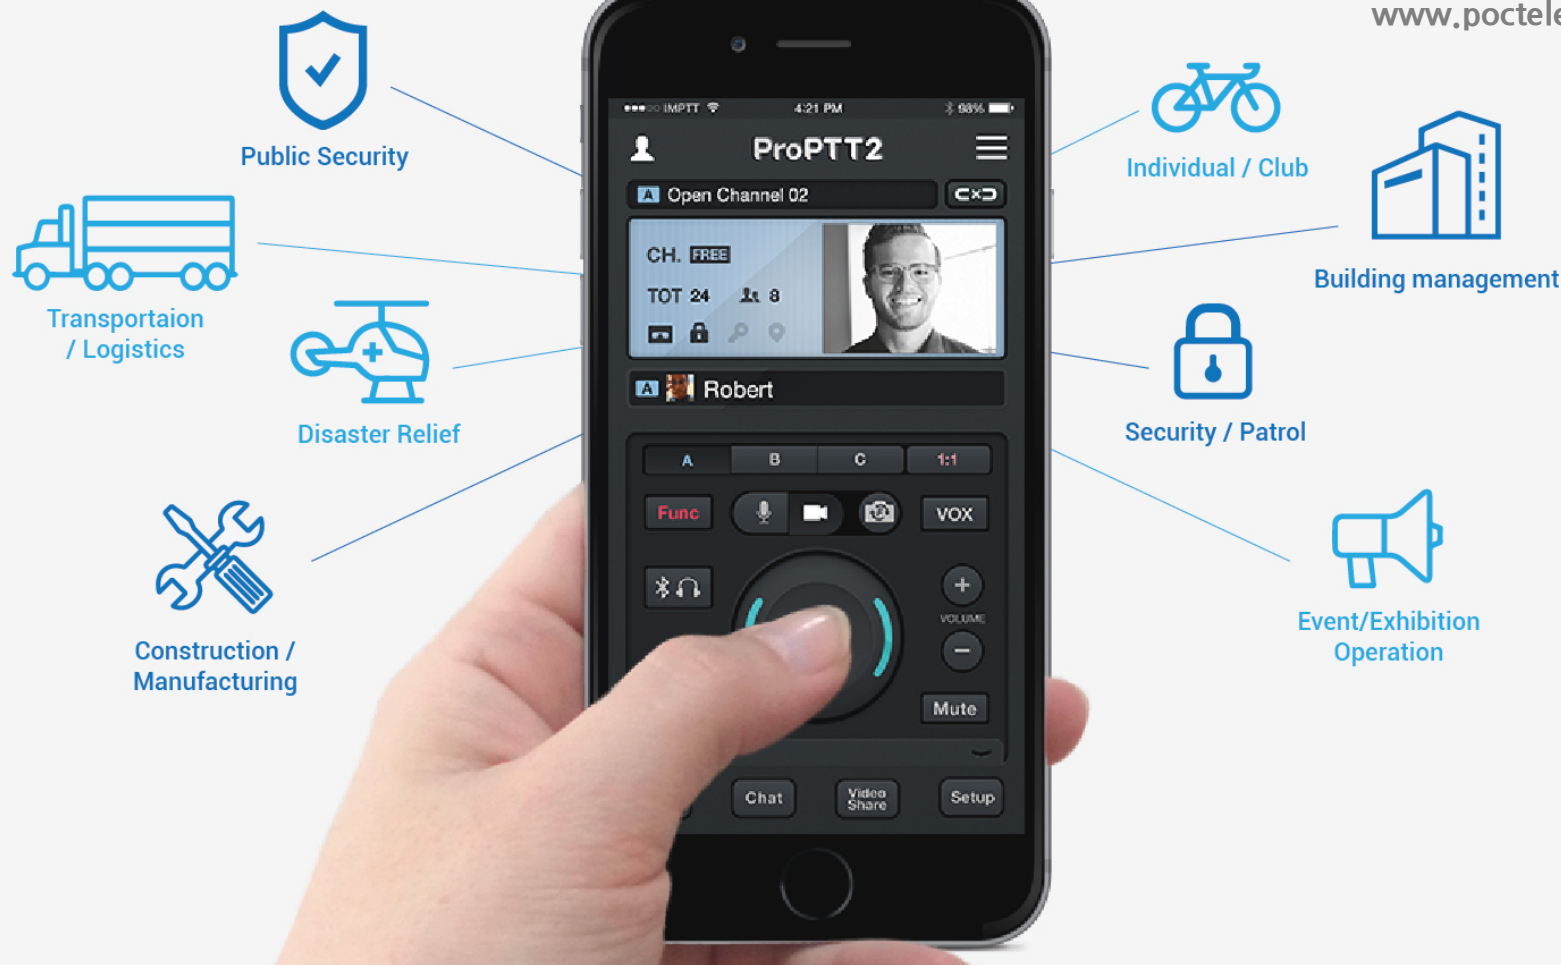 www.poctele
Public Security
Transportaion
/ Logistics
Disaster Relief
Construction /
Manufacturing
IMPTT
4:21 PM
98%
ProPTT2
A Open Channel 02
CH. FREE
TOT 24 8
A Robert
A B C 1:1
Func
VOX
VOLUME
Mute
Chat
Video
Share
Setup
Individual / Club
Building management
Security / Patrol
Event/Exhibition
Operation